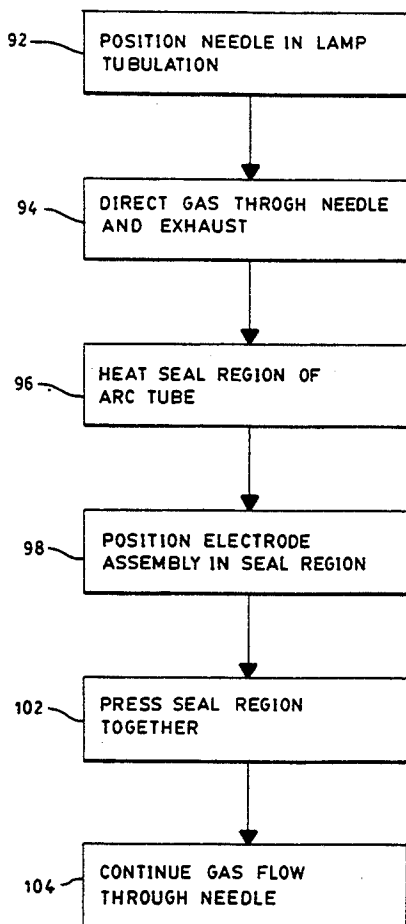 92
POSITION NEEDLE IN LAMP
TUBULATION
94
DIRECT GAS THROGH NEEDLE
AND EXHAUST
96
HEAT SEAL REGION OF
ARC TUBE
98
POSITION ELECTRODE
ASSEMBLY IN SEAL REGION
102
PRESS SEAL REGION
TOGETHER
104
CONTINUE GAS FLOW
THROUGH NEEDLE